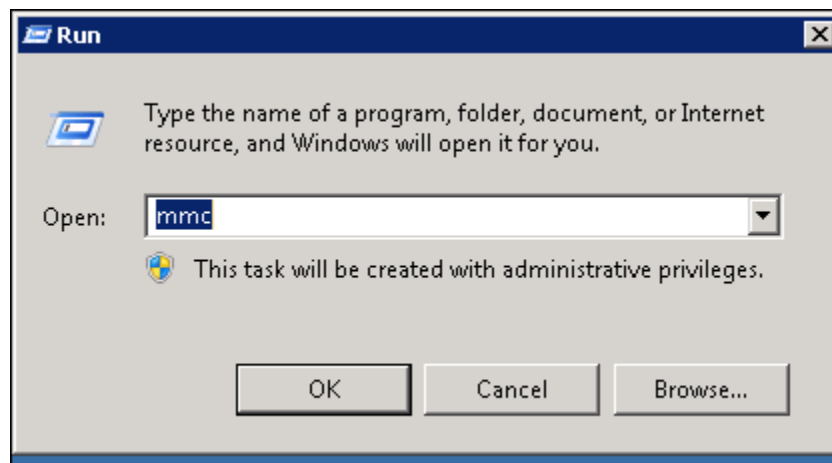 Run
Type the name of a program, folder, document, or Internet
resource, and Windows will open it for you.
Open: mmc
This task will be created with administrative privileges.
OK Cancel Browse...